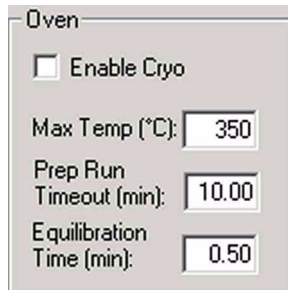 Oven
Enable Cryo
Max Temp (°C): 350
Prep Run
Timeout (min): 10.00
Equilibration
Time (min): 0.50